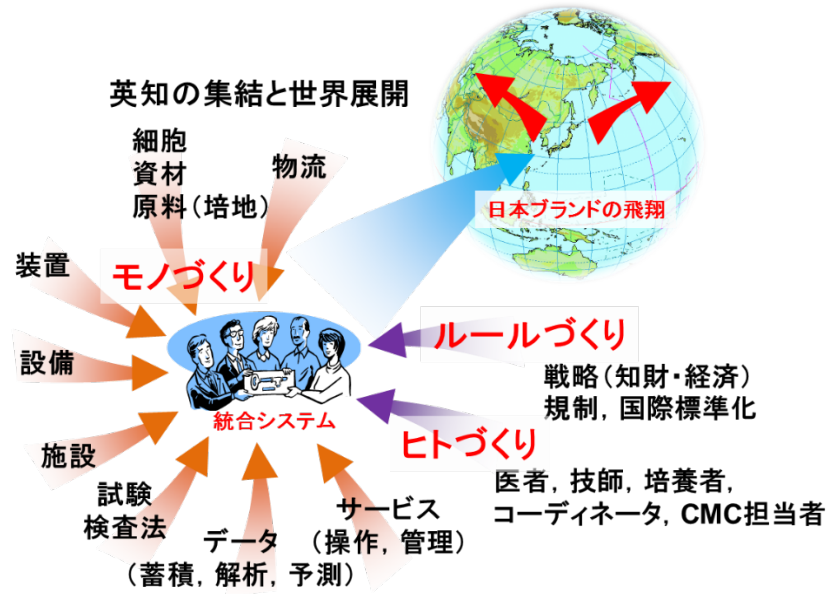 英知の集結と世界展開
細胞
資材
原料（培地）
物流
日本ブランドの飛翔
装置
モノづくり
設備
ルールづくり
戦略（知財・経済）
規制，国際標準化
統合システム
ヒトづくり
施設
医者，技師，培養者，
コーディネータ，CMC担当者
試験
検査法
サービス
（操作，管理）
データ
（蓄積，解析，予測）